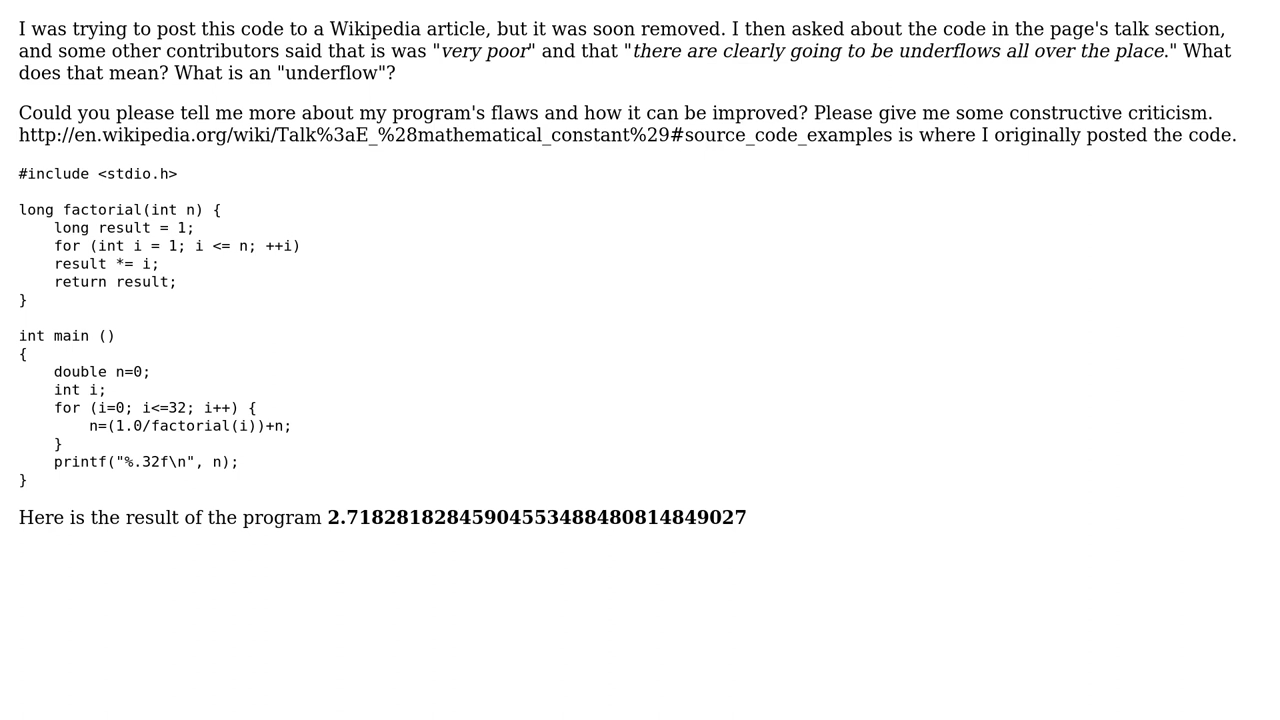 I was trying to post this code to a Wikipedia article, but it was soon removed. I then asked about the code in the page's talk section,
and some other contributors said that is was "very poor" and that "there are clearly going to be underflows all over the place." What
does that mean? What is an "underflow"?
Could you please tell me more about my program's flaws and how it can be improved? Please give me some constructive criticism.
http://en.wikipedia.org/wiki/Talk%3aE_%28mathematical_constant%29#source_code_examples is where I originally posted the code.
#include <stdio.h>
long factorial(int n) {
    long result = 1;
    for (int i = 1; i <= n; ++i)
    result *= i;
    return result;
}
int main ()
{
    double n=0;
    int i;
    for (i=0; i<=32; i++) {
        n=(1.0/factorial(i))+n;
    }
    printf("%.32f\n", n);
}
Here is the result of the program 2.71828182845904553488480814849027